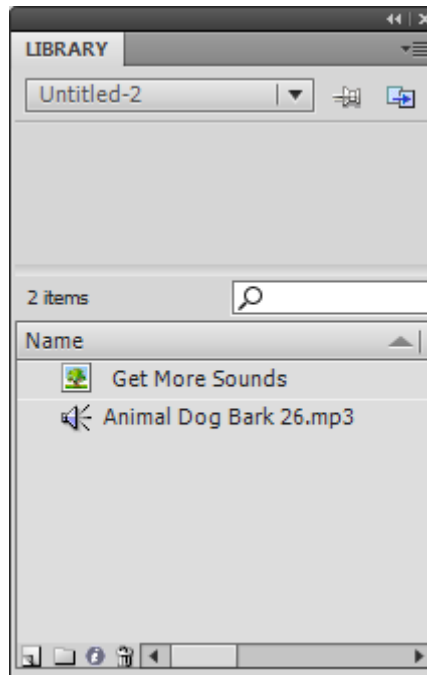 LIBRARY
Untitled-2
2 items
Name
Get More Sounds
Animal Dog Bark 26.mp3